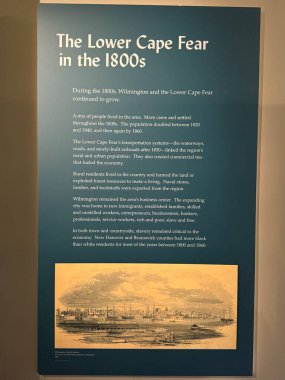 The Lower Cape Fear
in the 1800s
During the 1800s, Wilmington and the Lower Cape Fear
continued to grow.
A mix of people lived in the area. More came and settled
throughout the 1800s. The population doubled between 1820
and 1840, and then again by 1860.
The Lower Cape Fear's transportation systems—the waterways,
roads, and newly-built railroads after 1830—linked the region's
rural and urban population. They also created commercial ties
that fueled the economy.
Rural residents lived in the country and farmed the land or
exploited forest resources to make a living. Naval stores,
lumber, and foodstuffs were exported from the region.
Wilmington remained the area's business center. The expanding
city was home to new immigrants, established families, skilled
and unskilled workers, entrepreneurs, businessmen, bankers,
professionals, service workers, rich and poor, slave and free.
In both town and countryside, slavery remained critical to the
economy. New Hanover and Brunswick counties had more black
than white residents for most of the years between 1800 and 1860.